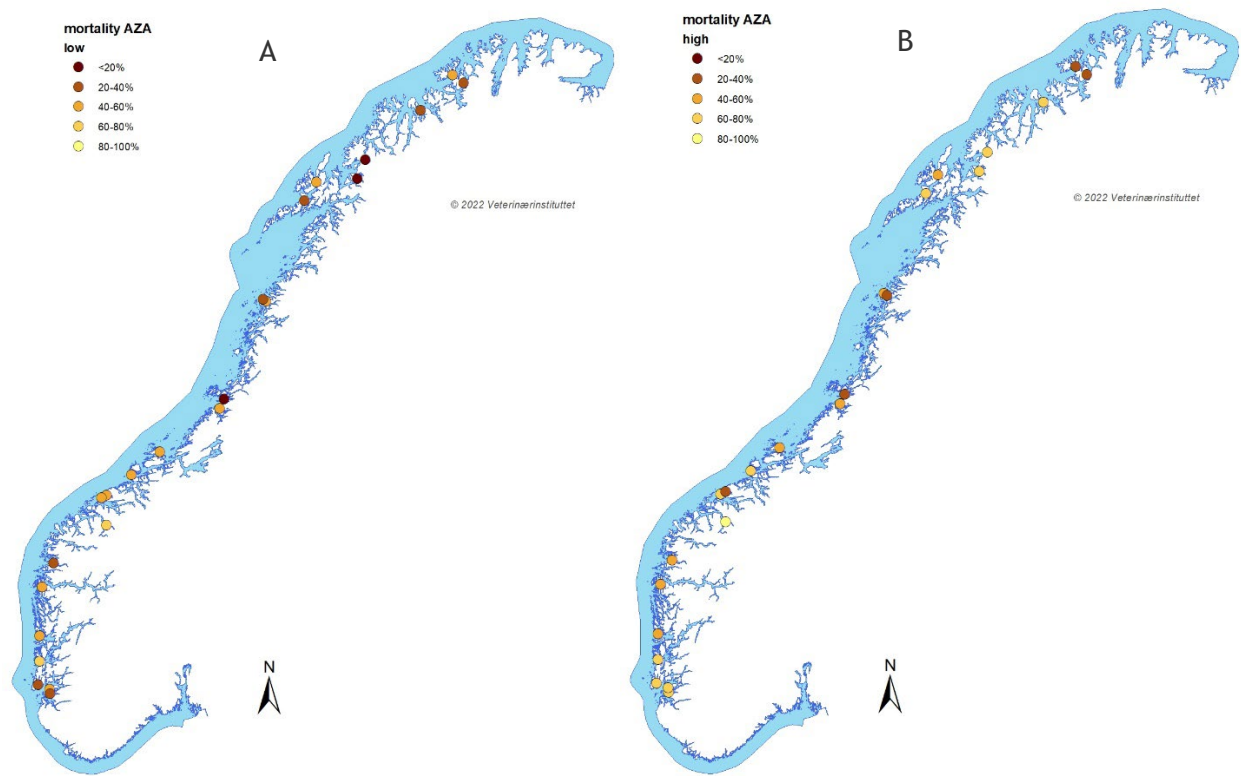 mortality AZA
low
<20%
20-40%
40-60%
60-80%
80-100%
A
© 2022 Veterinærinstituttet
N
mortality AZA
high
<20%
20-40%
40-60%
60-80%
80-100%
B
© 2022 Veterinærinstituttet
N